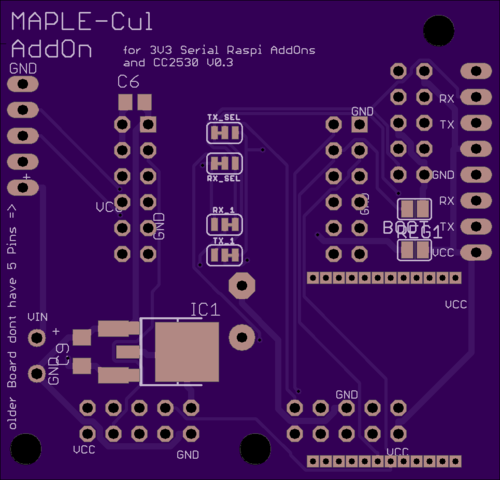 MAPLE-Cul
AddOn
for 3V3 Serial Raspi AddOns
and CC2530 V0.3
GND
C6
TX_SEL
GND
RX
TX
RX_SEL
GND
+
VCC
GND
GND
RX
RX_1
TX
BOOT
REG1
TX_1
VCC
older Board dont have 5 Pins =>
VCC
IC1
VIN
+
C9
GND
GND
VCC
GND
VCC